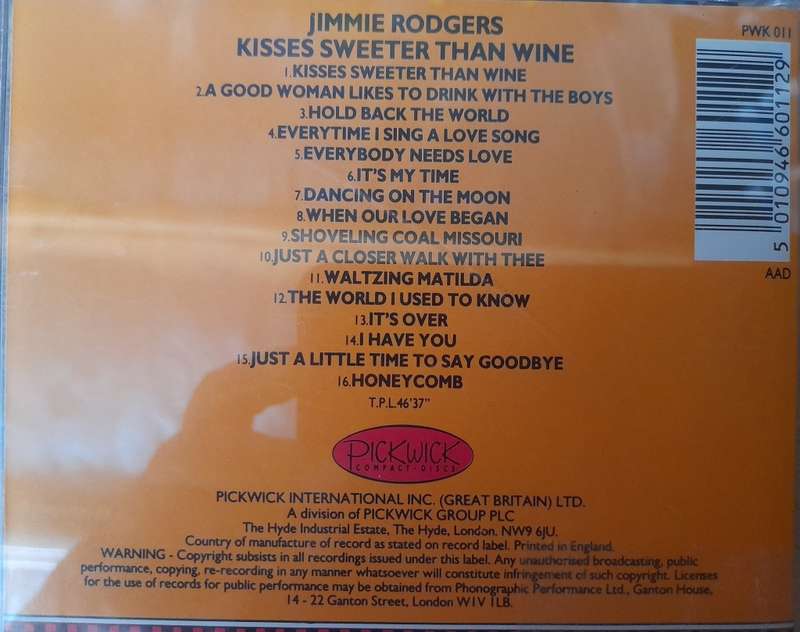 JIMMIE RODGERS
KISSES SWEETER THAN WINE
1.KISSES SWEETER THAN WINE
2.A GOOD WOMAN LIKES TO DRINK WITH THE BOYS
3.HOLD BACK THE WORLD
4.EVERYTIME I SING A LOVE SONG
5.EVERYBODY NEEDS LOVE
6.IT'S MY TIME
7.DANCING ON THE MOON
8.WHEN OUR LOVE BEGAN
9.SHOVELING COAL MISSOURI
10.JUST A CLOSER WALK WITH THEE
11.WALTZING MATILDA
12.THE WORLD I USED TO KNOW
13.IT'S OVER
14.I HAVE YOU
15.JUST A LITTLE TIME TO SAY GOODBYE
16.HONEYCOMB
T.P.L.46'37"
PWK 011
5 010946 601129
AAD
PICKWICK
COMPACT-DISCS
PICKWICK INTERNATIONAL INC. (GREAT BRITAIN) LTD.
A division of PICKWICK GROUP PLC
The Hyde Industrial Estate, The Hyde, London. NW9 6JU.
Country of manufacture of record as stated on record label. Printed in England.
WARNING - Copyright subsists in all recordings issued under this label. Any unauthorised broadcasting, public
performance, copying, re-recording in any manner whatsoever will constitute infringement of such copyright. Licenses
for the use of records for public performance may be obtained from Phonographic Performance Ltd., Ganton House,
14 - 22 Ganton Street, London W1V 1LB.